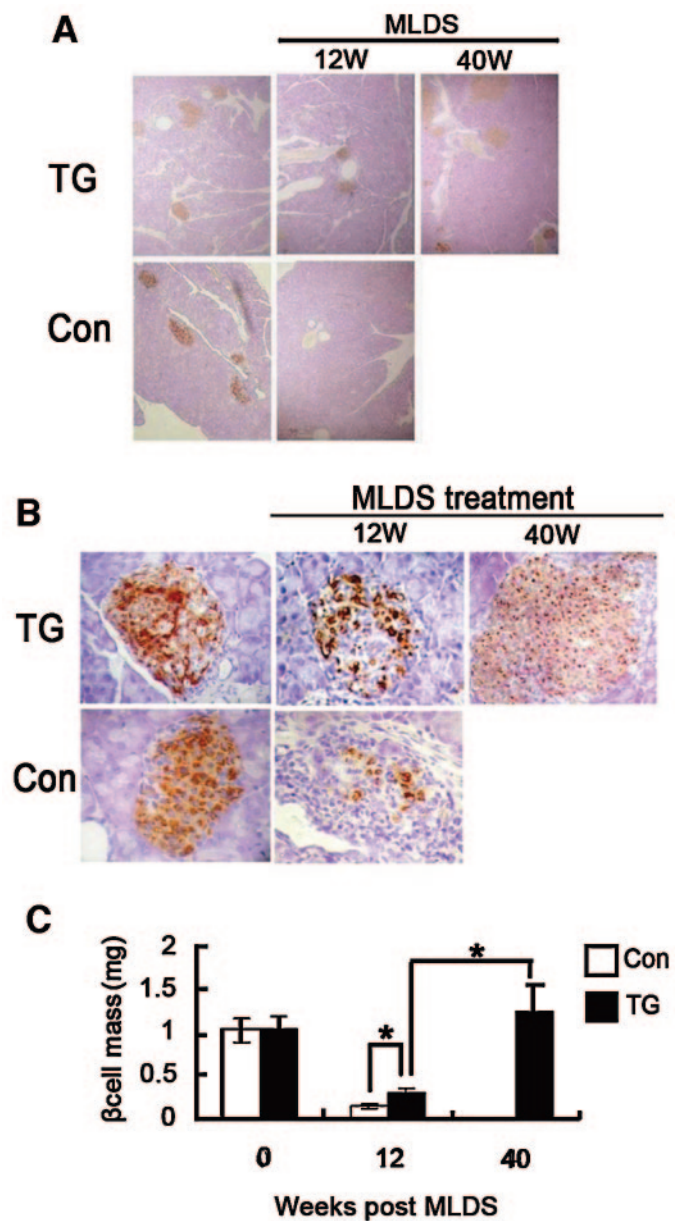 A
MLDS
12W 40W
TG
Con
B
MLDS treatment
12W 40W
TG
Con
C
βcell mass (mg)
2
1.5
1
0.5
0
*
*
Con
TG
0 12 40
Weeks post MLDS